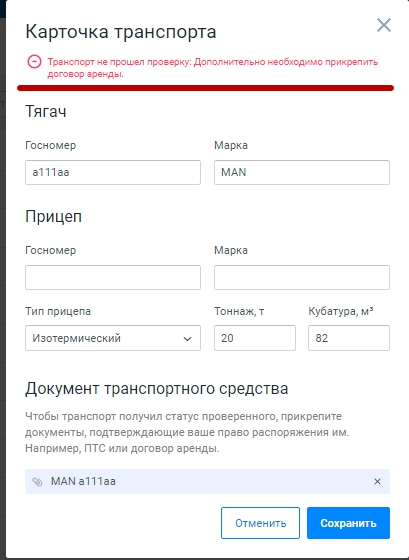 Карточка транспорта
Транспорт не прошел проверку: Дополнительно необходимо прикрепить
договор аренды.
Тягач
Госномер Марка
а111аа MAN
Прицеп
Госномер Марка
Тип прицепа Тоннаж, т Кубатура, м³
Изотермический 20 82
Документ транспортного средства
Чтобы транспорт получил статус проверенного, прикрепите
документы, подтверждающие ваше право распоряжения им.
Например, ПТС или договор аренды.
MAN а111аа
Отменить Сохранить